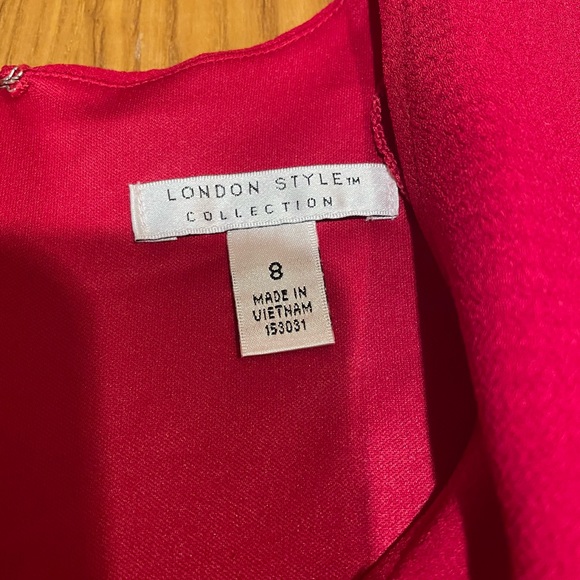 LONDON STYLE™
COLLECTION
8
MADE IN
VIETNAM
153031